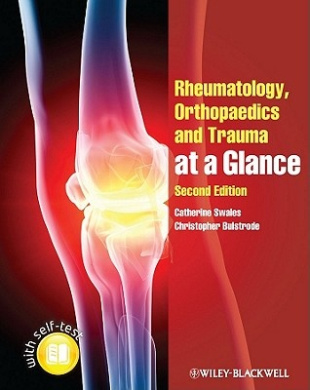 Rheumatology,
Orthopaedics
and Trauma
at a Glance
Second Edition
Catherine Swales
Christopher Bulstrode
with self-test
WILEY-BLACKWELL